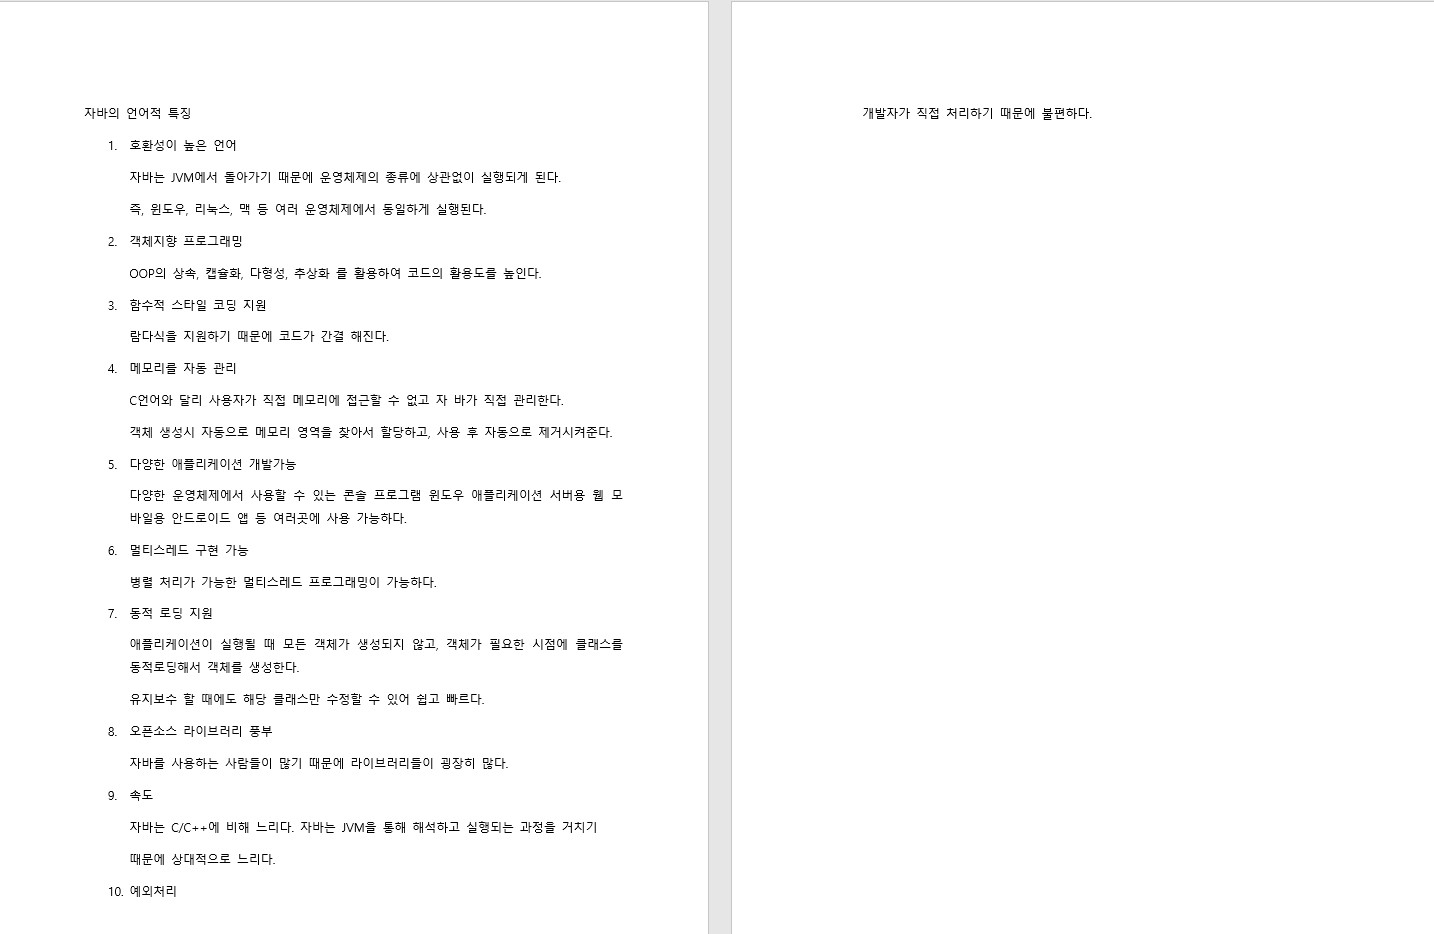 자바의 언어적 특징
1. 호환성이 높은 언어
자바는 JVM에서 돌아가기 때문에 운영체제의 종류에 상관없이 실행되게 된다.
즉, 윈도우, 리눅스, 맥 등 여러 운영체제에서 동일하게 실행된다.
2. 객체지향 프로그래밍
OOP의 상속, 캡슐화, 다형성, 추상화 를 활용하여 코드의 활용도를 높인다.
3. 함수적 스타일 코딩 지원
람다식을 지원하기 때문에 코드가 간결 해진다.
4. 메모리를 자동 관리
C언어와 달리 사용자가 직접 메모리에 접근할 수 없고 자 바가 직접 관리한다.
객체 생성시 자동으로 메모리 영역을 찾아서 할당하고, 사용 후 자동으로 제거시켜준다.
5. 다양한 애플리케이션 개발가능
다양한 운영체제에서 사용할 수 있는 콘솔 프로그램 윈도우 애플리케이션 서버용 웹 모
바일용 안드로이드 앱 등 여러곳에 사용 가능하다.
6. 멀티스레드 구현 가능
병렬 처리가 가능한 멀티스레드 프로그래밍이 가능하다.
7. 동적 로딩 지원
애플리케이션이 실행될 때 모든 객체가 생성되지 않고, 객체가 필요한 시점에 클래스를
동적로딩해서 객체를 생성한다.
유지보수 할 때에도 해당 클래스만 수정할 수 있어 쉽고 빠르다.
8. 오픈소스 라이브러리 풍부
자바를 사용하는 사람들이 많기 때문에 라이브러리들이 굉장히 많다.
9. 속도
자바는 C/C++에 비해 느리다. 자바는 JVM을 통해 해석하고 실행되는 과정을 거치기
때문에 상대적으로 느리다.
10. 예외처리
개발자가 직접 처리하기 때문에 불편하다.